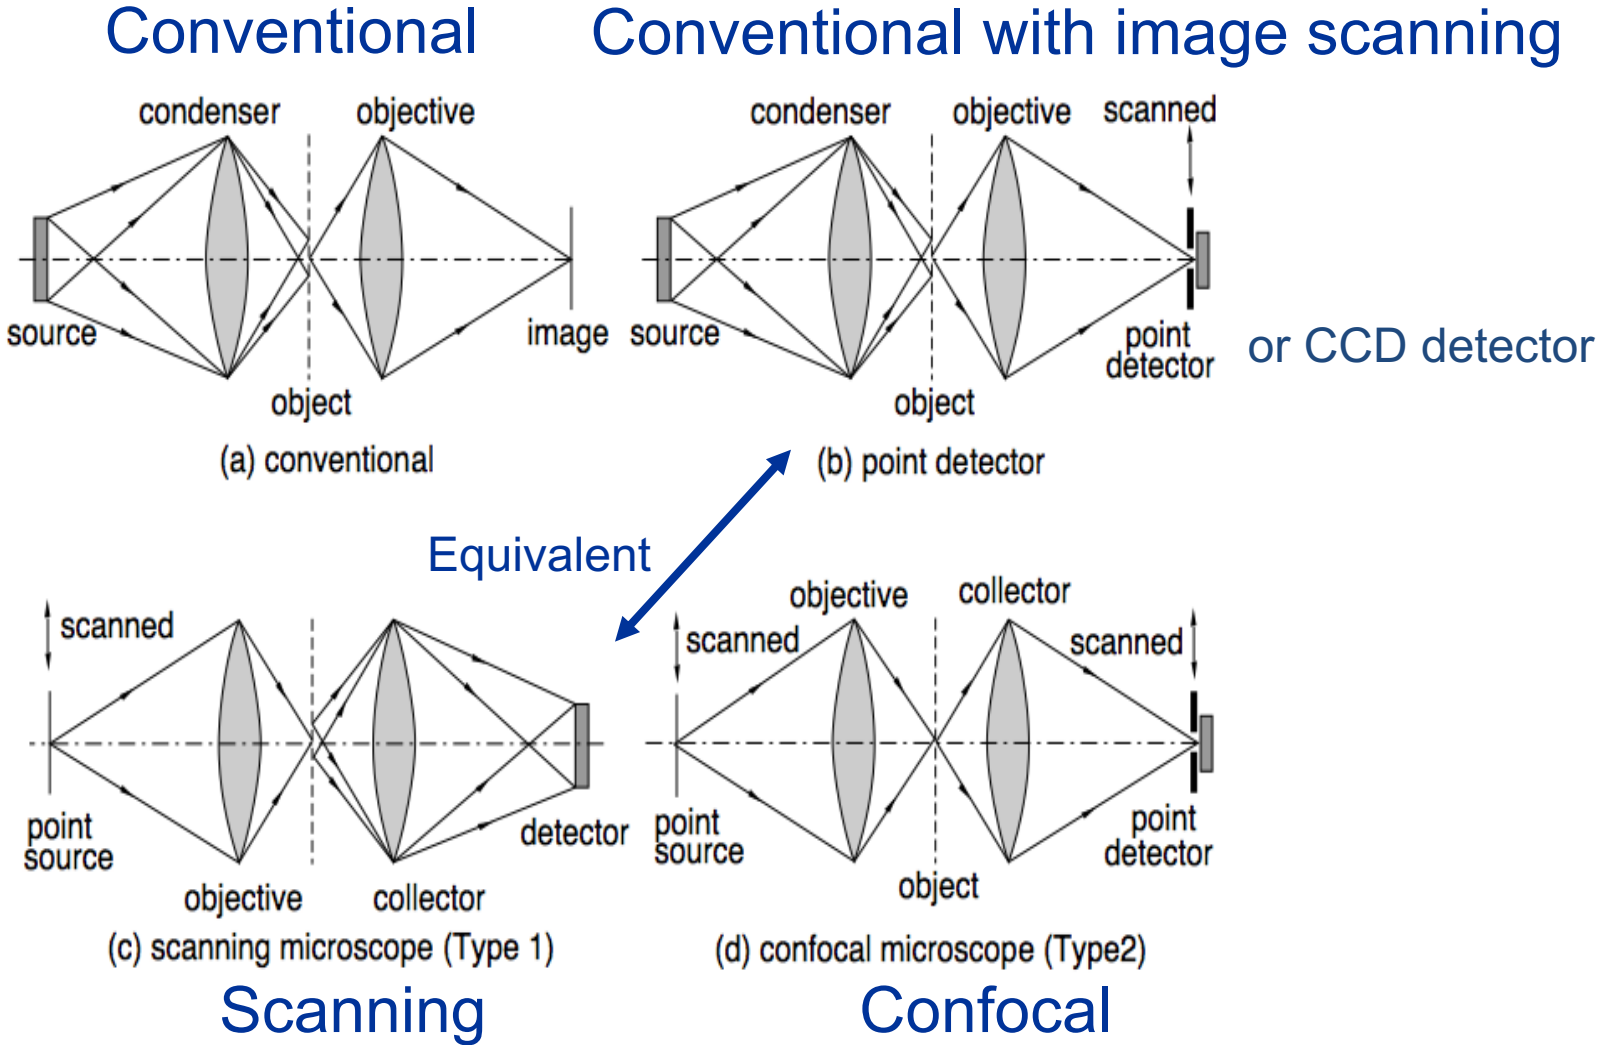 Conventional
Conventional with image scanning
condenser
objective
source
image
object
(a) conventional
condenser
objective
scanned
source
point
detector
or CCD detector
object
(b) point detector
Equivalent
scanned
point
source
detector
objective
collector
(c) scanning microscope (Type 1)
Scanning
objective
collector
scanned
scanned
point
source
point
detector
object
(d) confocal microscope (Type2)
Confocal